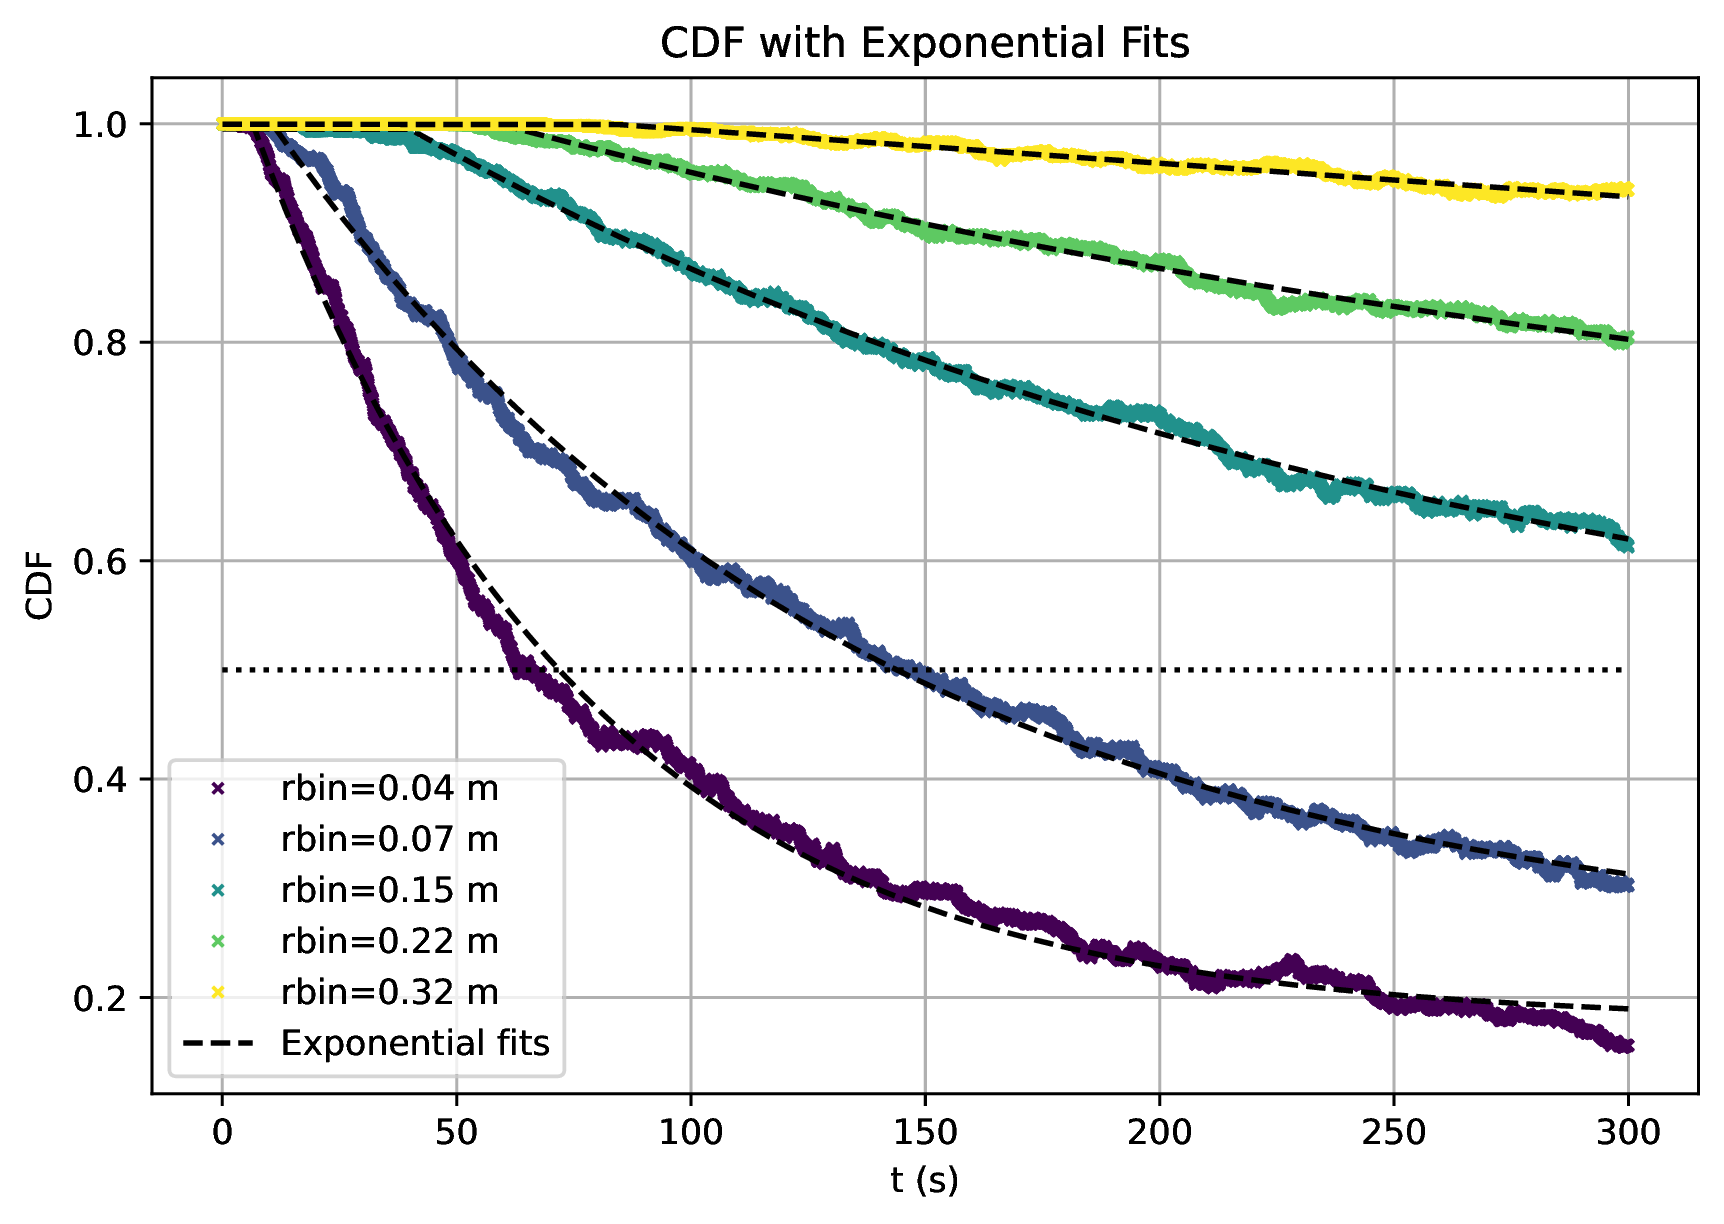 CDF with Exponential Fits
CDF
1.0
0.8
0.6
0.4
0.2
rbin=0.04 m
rbin=0.07 m
rbin=0.15 m
rbin=0.22 m
rbin=0.32 m
Exponential fits
0 50 100 150 200 250 300
t (s)